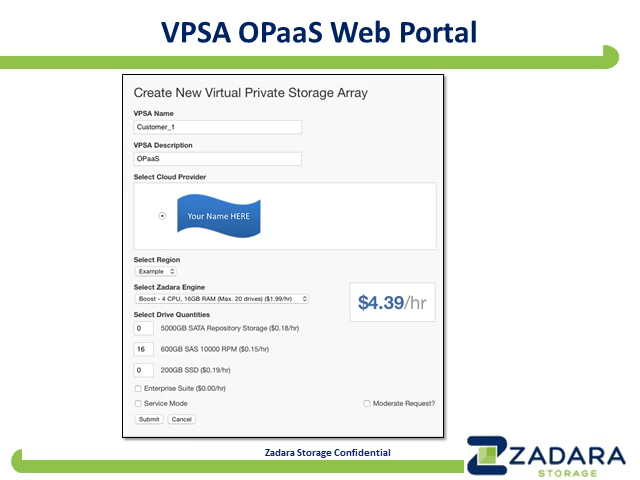 VPSA OPaaS Web Portal
Create New Virtual Private Storage Array
VPSA Name
Customer_1
VPSA Description
OPaaS
Select Cloud Provider
Your Name HERE
Select Region
Example
Select Zadara Engine
Boost - 4 CPU, 16GB RAM (Max. 20 drives) ($1.99/hr)
$4.39/hr
Select Drive Quantities
0 5000GB SATA Repository Storage ($0.18/hr)
16 600GB SAS 10000 RPM ($0.15/hr)
0 200GB SSD ($0.19/hr)
Enterprise Suite ($0.00/hr)
Service Mode Moderate Request?
Submit Cancel
Zadara Storage Confidential
ZADARA
STORAGE